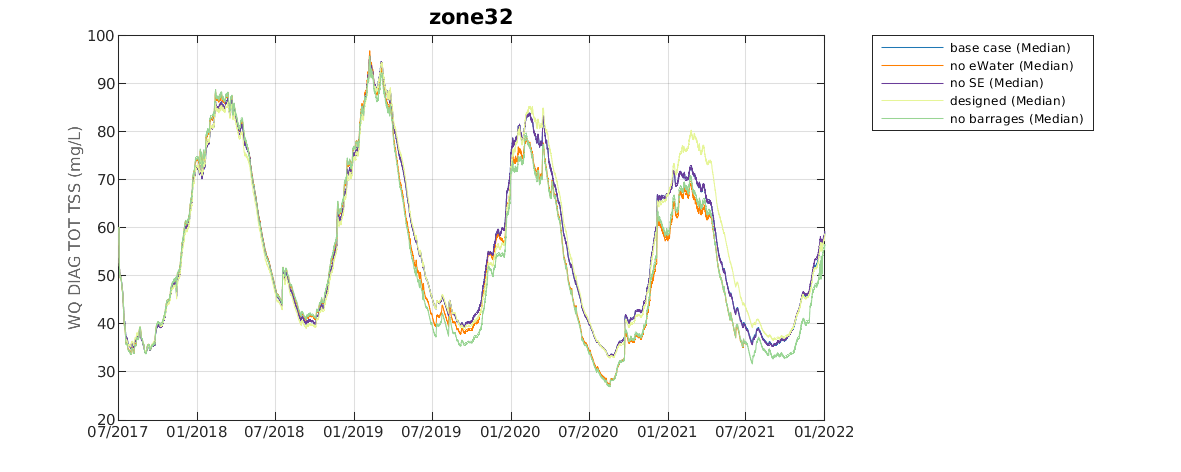 zone32
WQ DIAG TOT TSS (mg/L)
100
90
80
70
60
50
40
30
20
07/2017 01/2018 07/2018 01/2019 07/2019 01/2020 07/2020 01/2021 07/2021 01/2022
base case (Median)
no eWater (Median)
no SE (Median)
designed (Median)
no barrages (Median)